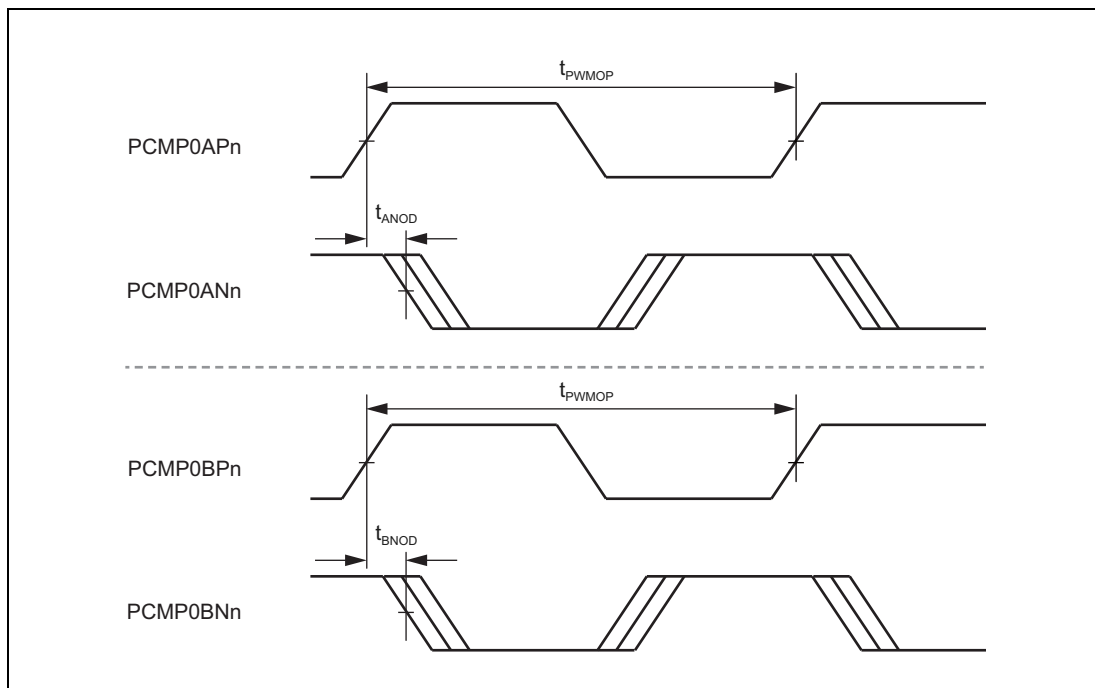 tPWMOP
PCMP0APn
tANOD
PCMP0ANn
tPWMOP
PCMP0BPn
tBNOD
PCMP0BNn